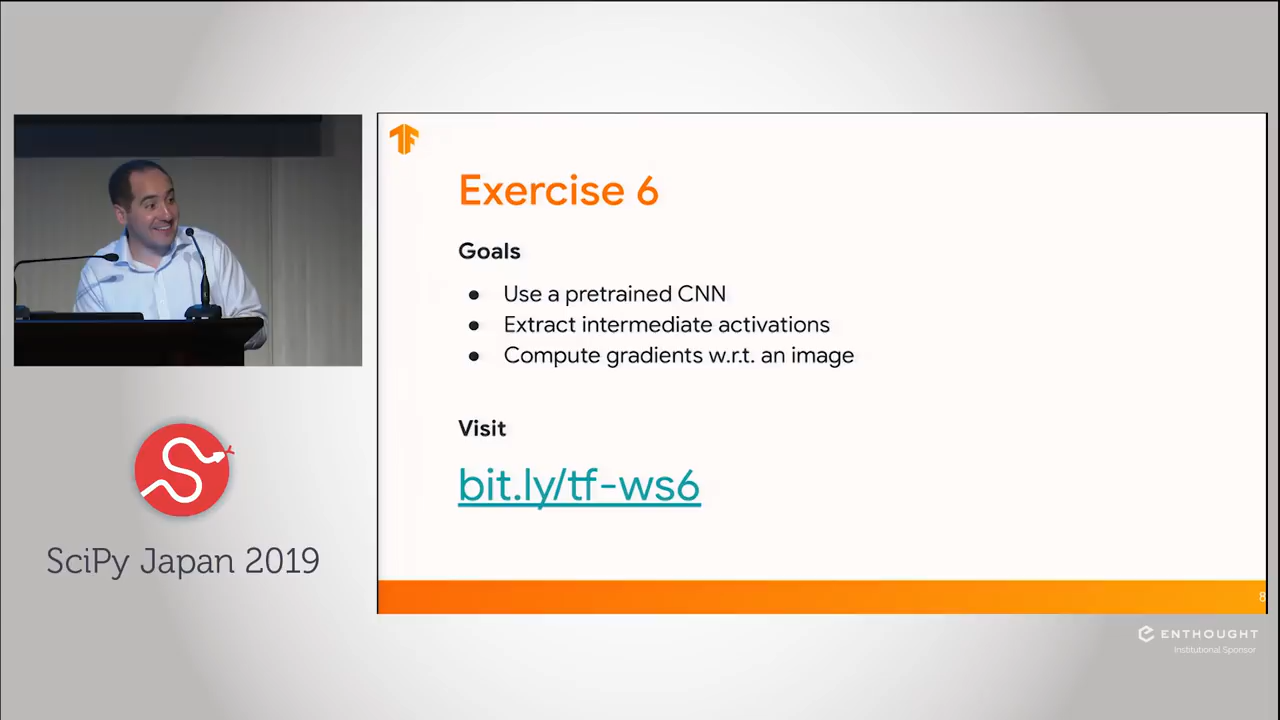 Exercise 6
Goals
● Use a pretrained CNN
● Extract intermediate activations
● Compute gradients w.r.t. an image
Visit
bit.ly/tf-ws6
8
SciPy Japan 2019
ENTHOUGHT
Institutional Sponsor